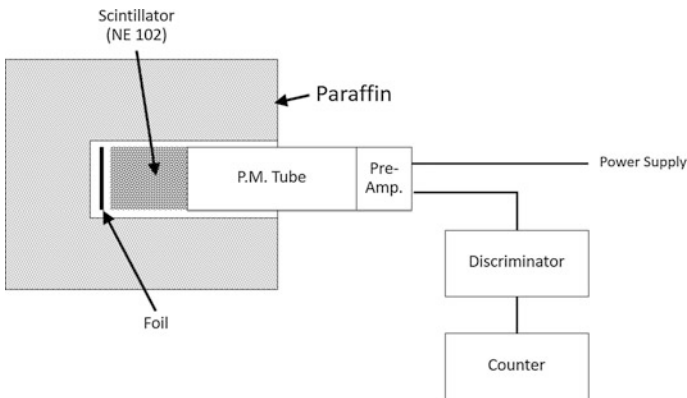 Scintillator
(NE 102)
Paraffin
P.M. Tube
Pre-
Amp.
Power Supply
Discriminator
Foil
Counter